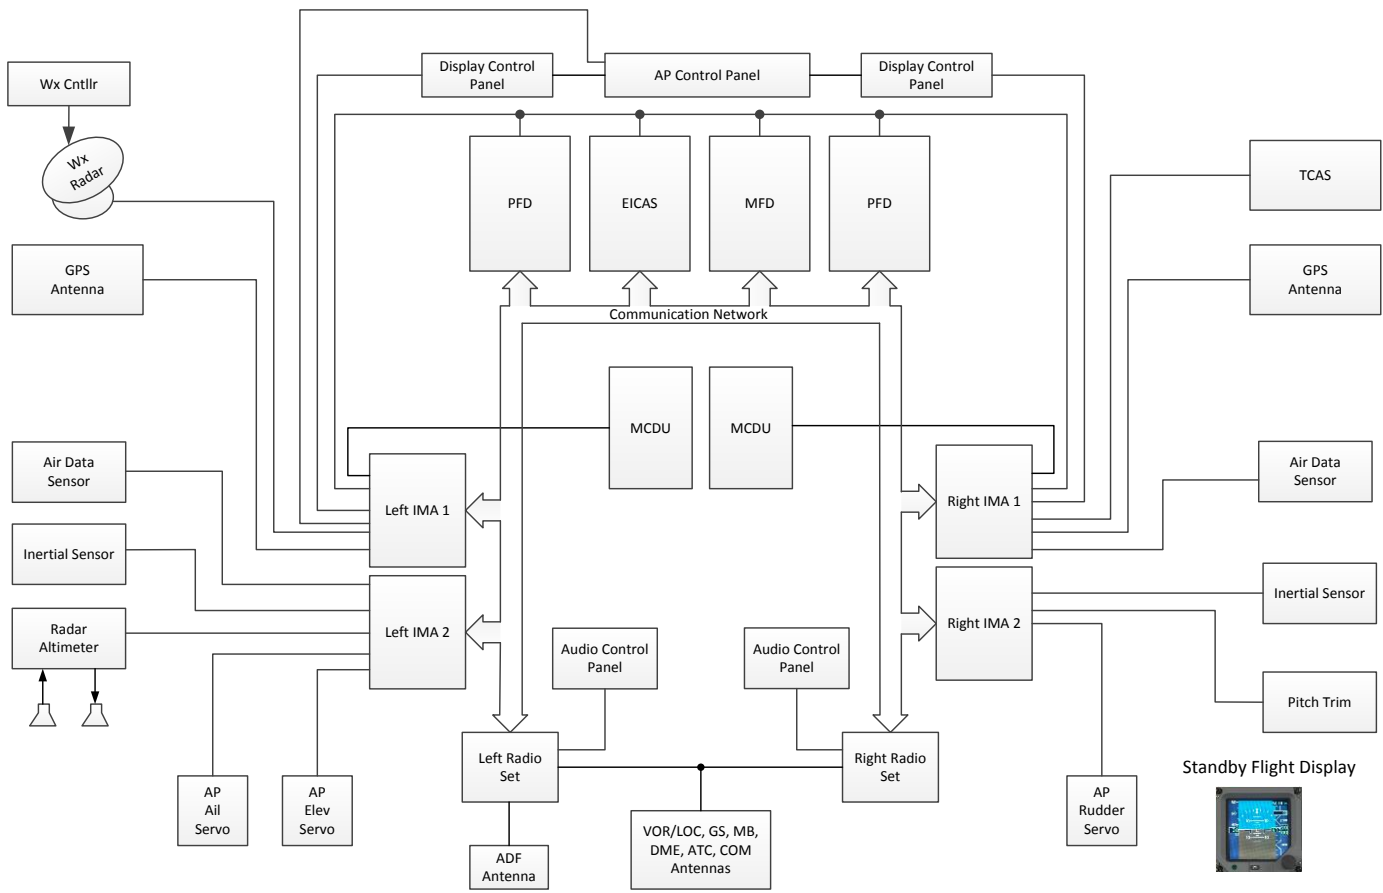 Display Control
Panel
AP Control Panel
Display Control
Panel
Wx Cntllr
Wx
Radar
PFD
EICAS
MFD
PFD
TCAS
GPS
Antenna
GPS
Antenna
Communication Network
MCDU
MCDU
Air Data
Sensor
Left IMA 1
Right IMA 1
Air Data
Sensor
Inertial Sensor
Left IMA 2
Right IMA 2
Inertial Sensor
Radar
Altimeter
Audio Control
Panel
Audio Control
Panel
Pitch Trim
Left Radio
Set
Right Radio
Set
Standby Flight Display
AP
Ail
Servo
AP
Elev
Servo
AP
Rudder
Servo
VOR/LOC, GS, MB,
DME, ATC, COM
Antennas
ADF
Antenna